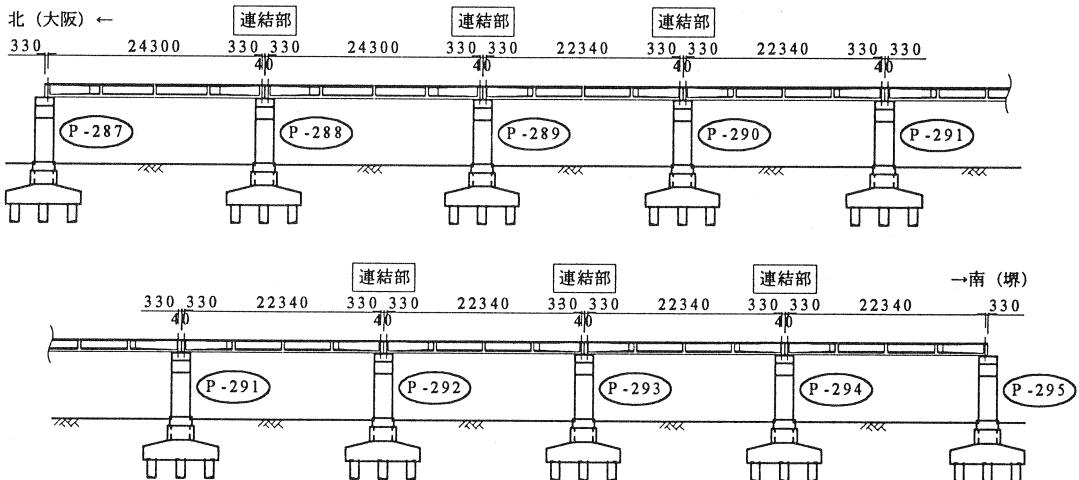 北（大阪）←
連結部 連結部 連結部
330 24300 330 330 24300 330 330 22340 330 330 22340 330 330
40 40 40 40
P-287 P-288 P-289 P-290 P-291
連結部 連結部 連結部 →南（堺）
330 330 22340 330 330 22340 330 330 22340 330 330 22340 330
40 40 40 40
P-291 P-292 P-293 P-294 P-295